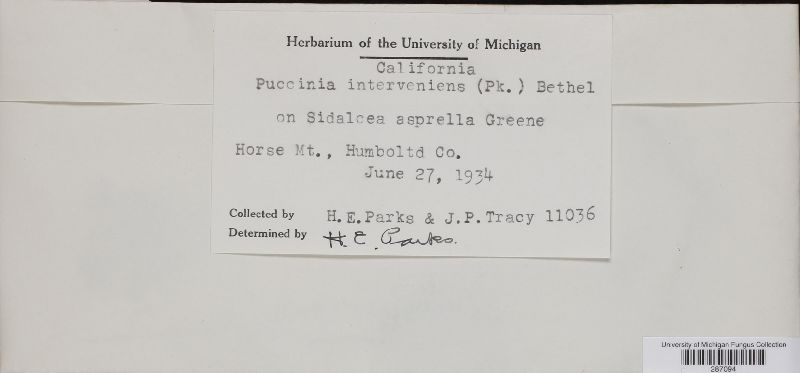 Herbarium of the University of Michigan
California
Puccinia interveniens (Pk.) Bethel
on Sidalcea asprella Greene
Horse Mt., Humboltd Co.
June 27, 1934
Collected by H.E.Parks & J.P.Tracy 11036
Determined by H. E. Parks.
University of Michigan Fungus Collection
287094